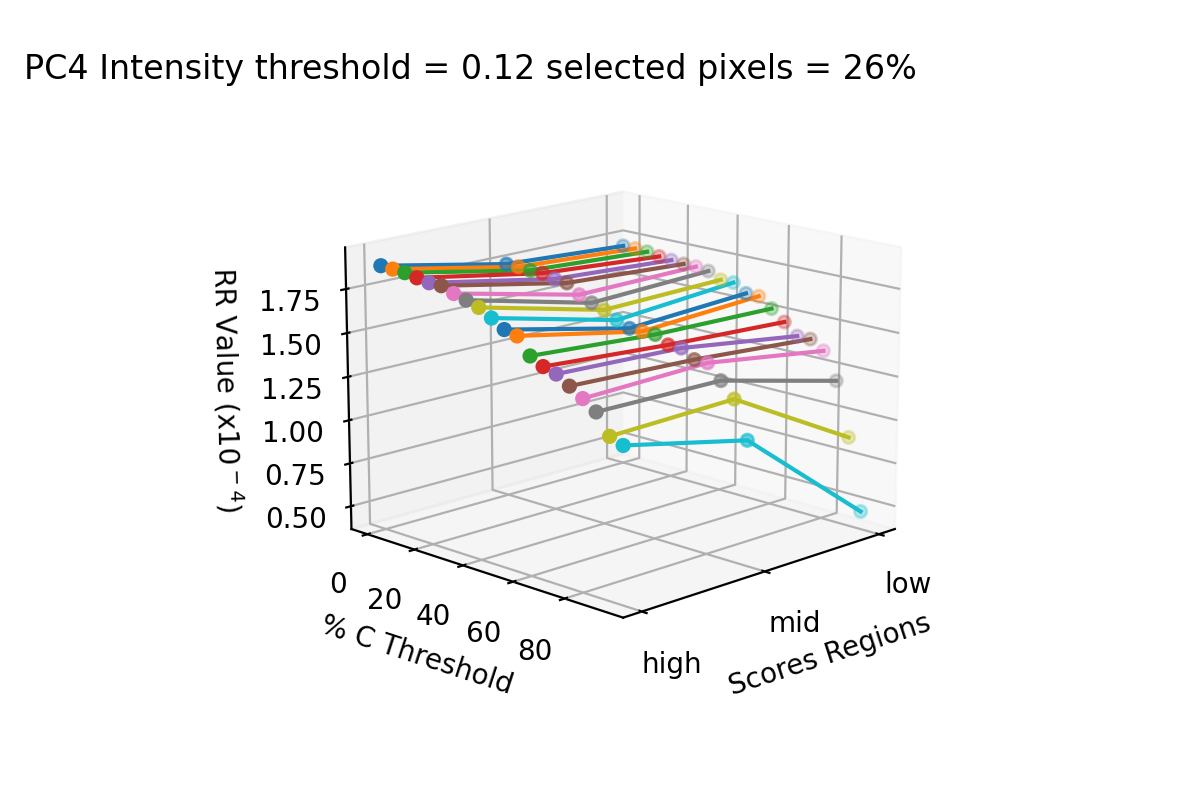 PC4 Intensity threshold = 0.12 selected pixels = 26%
RR Value (x10⁻⁴)
1.75
1.50
1.25
1.00
0.75
0.50
0
20
40
60
80
% C Threshold
high
mid
low
Scores Regions